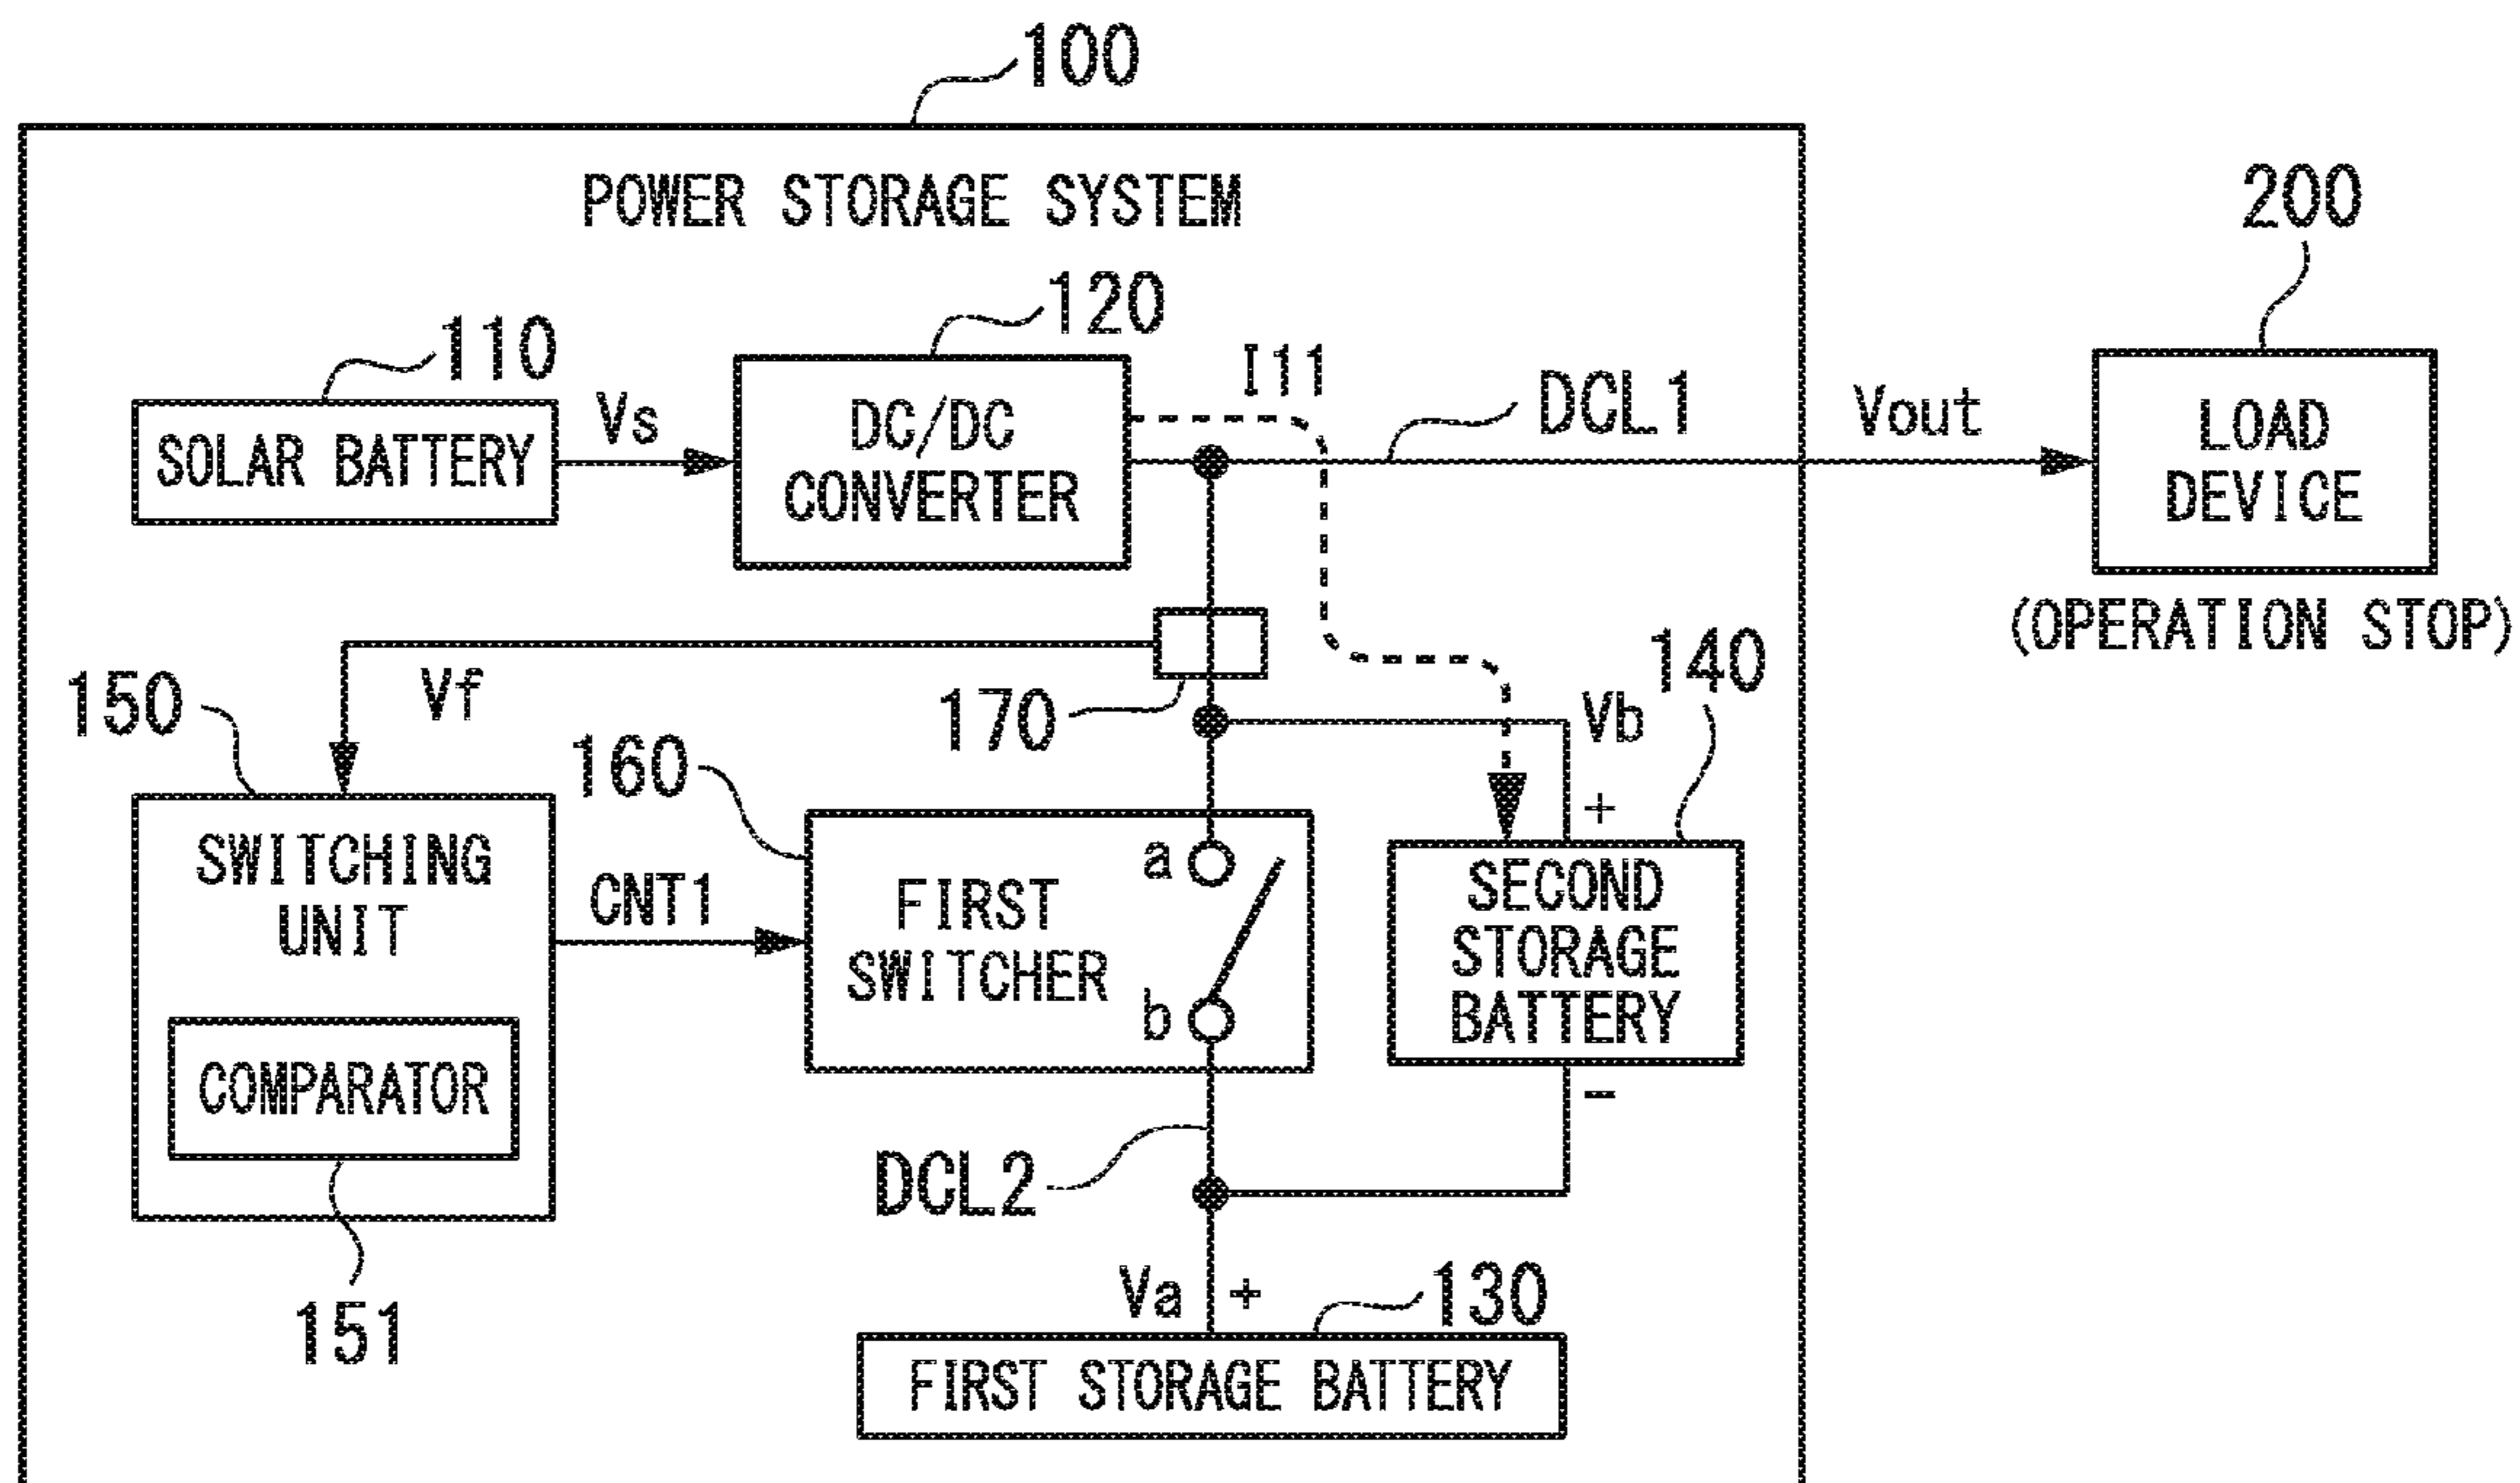 100
POWER STORAGE SYSTEM
200
120
110
I11
DCL1
Vout
Vs
SOLAR BATTERY
DC/DC
CONVERTER
LOAD
DEVICE
(OPERATION STOP)
140
150
Vf
170
Vb
160
+
SWITCHING
UNIT
CNT1
FIRST
SWITCHER
a
b
SECOND
STORAGE
BATTERY
COMPARATOR
-
DCL2
151
Va
+
130
FIRST STORAGE BATTERY